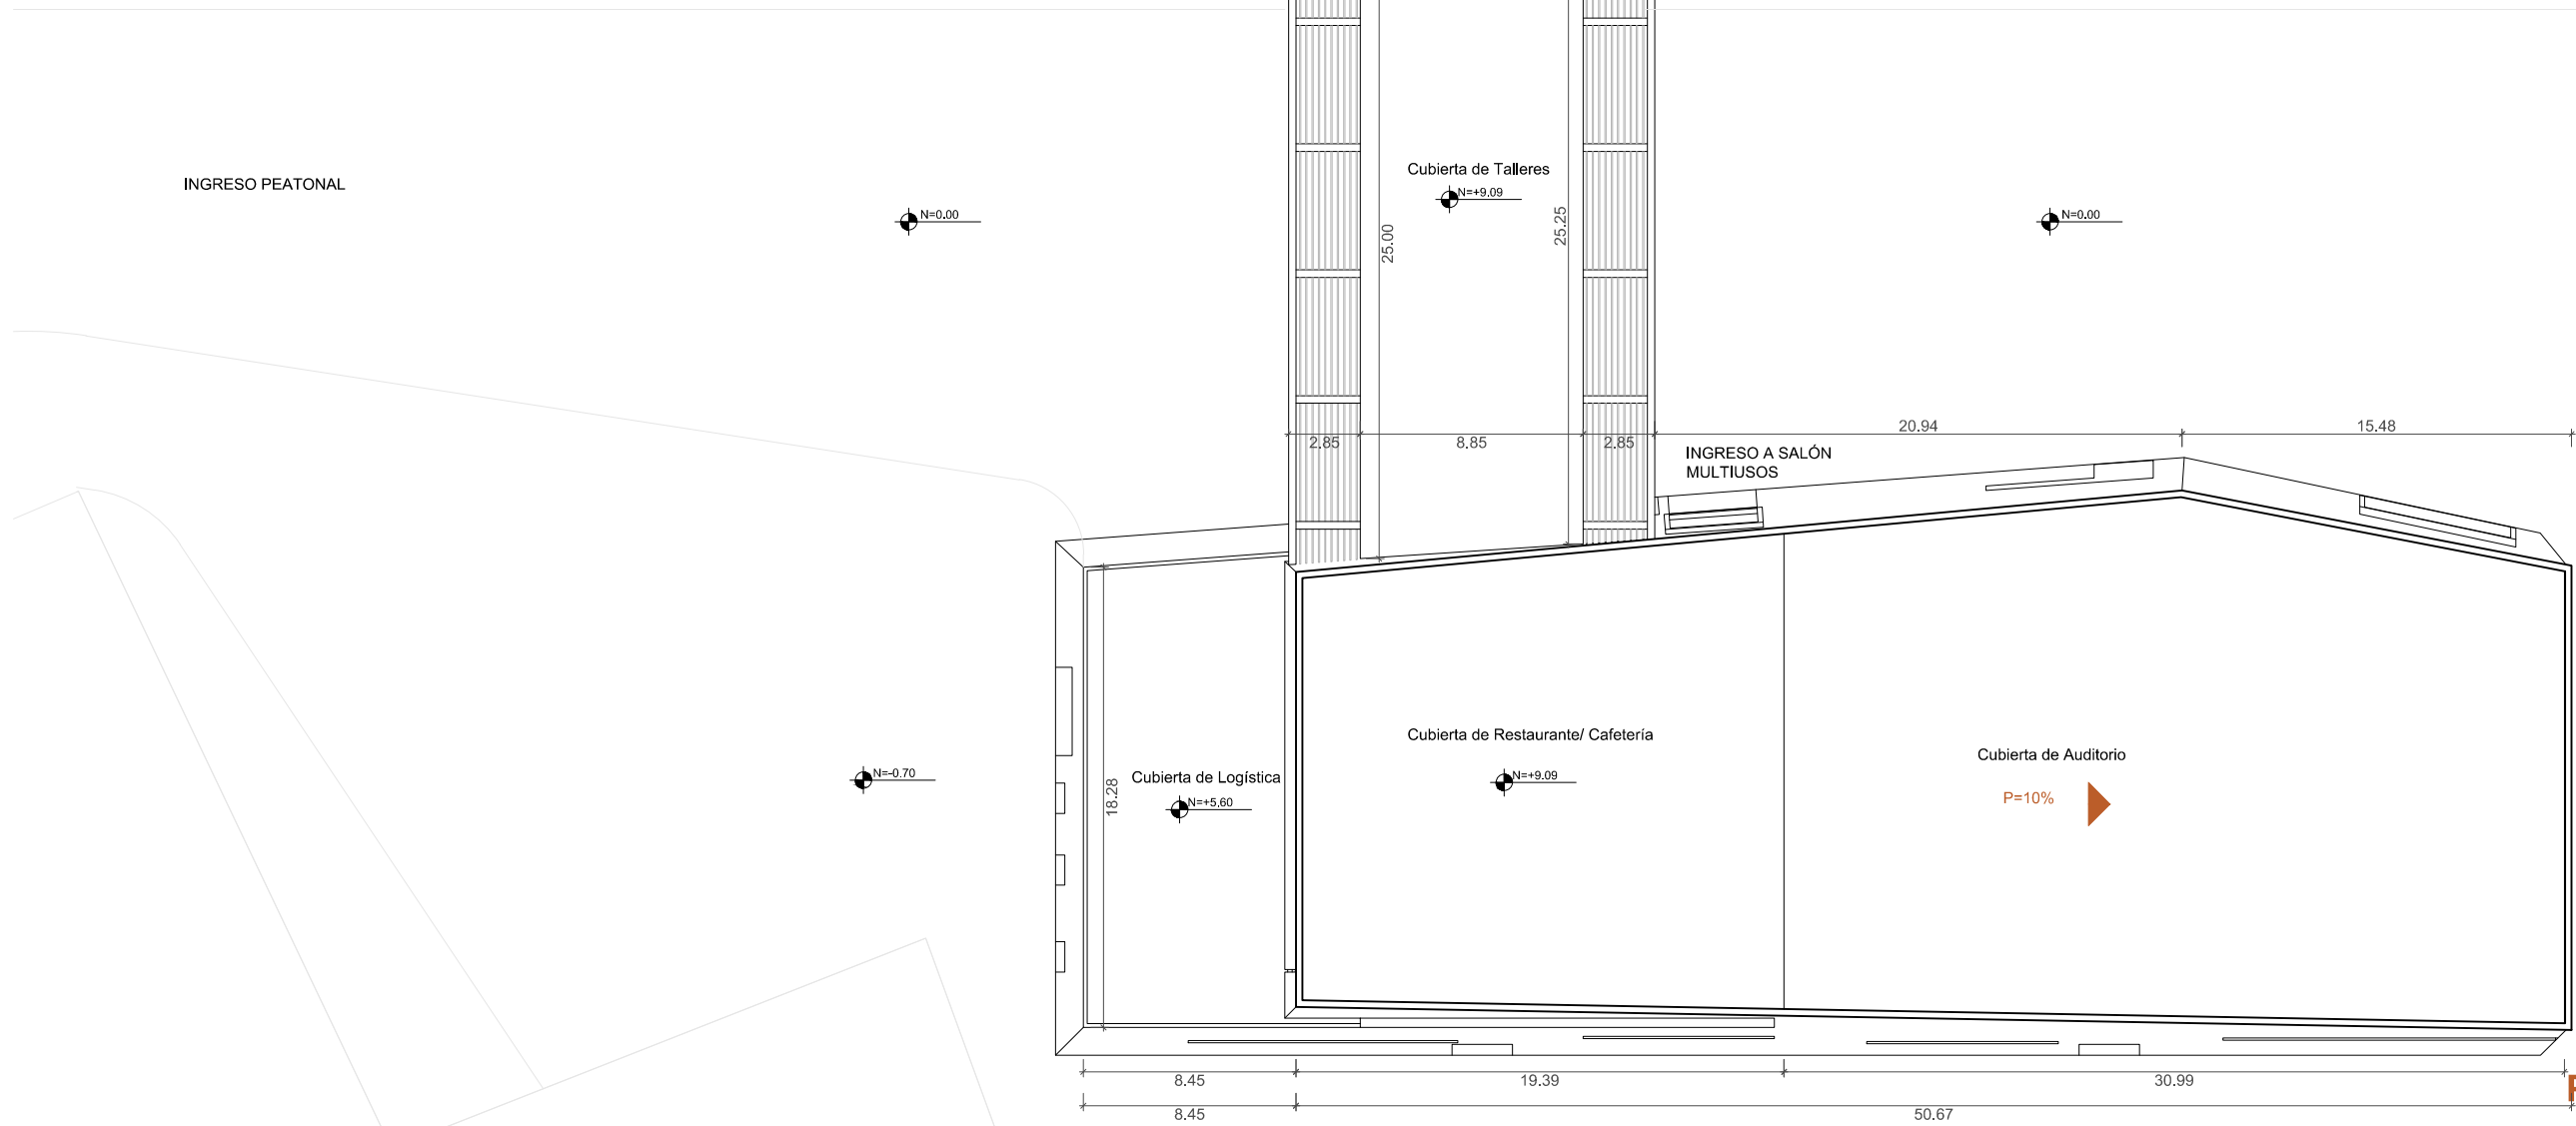 Cubierta de Talleres
N=+9.09
INGRESO PEATONAL
N=0.00
N=0.00
25.00
25.25
20.94
15.48
2.85
8.85
2.85
INGRESO A SALÓN
MULTIUSOS
Cubierta de Restaurante/ Cafetería
N=+9.09
Cubierta de Auditorio
P=10%
N=-0.70
Cubierta de Logística
N=+5.60
18.28
8.45
19.39
30.99
8.45
50.67